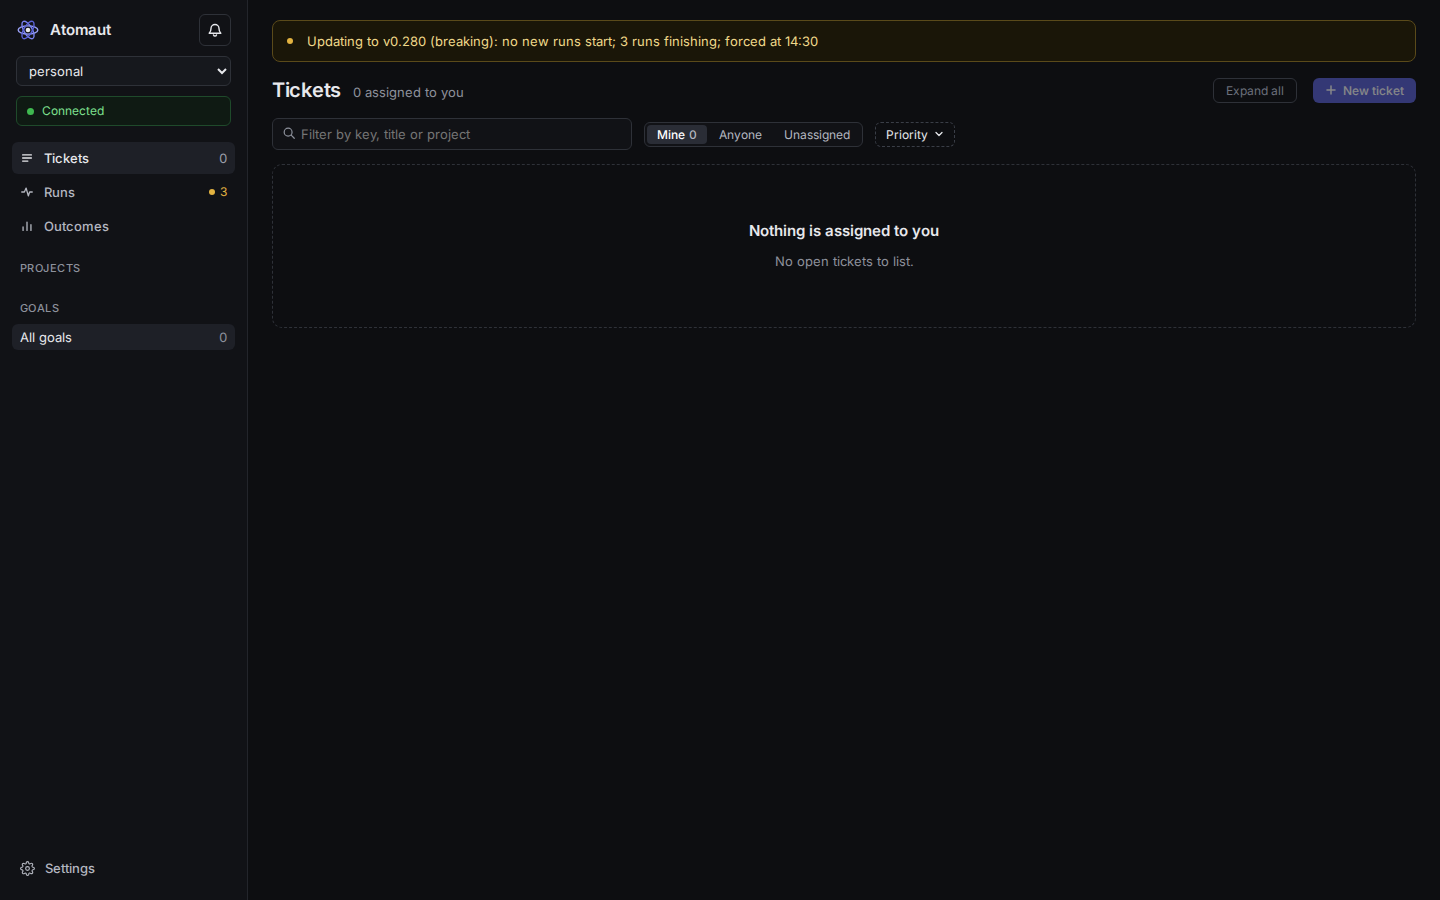 Atomaut
personal
Connected
Tickets 0
Runs 3
Outcomes
PROJECTS
GOALS
All goals 0
Settings
Updating to v0.280 (breaking): no new runs start; 3 runs finishing; forced at 14:30
Tickets 0 assigned to you
Expand all
New ticket
Filter by key, title or project
Mine 0 Anyone Unassigned
Priority
Nothing is assigned to you
No open tickets to list.